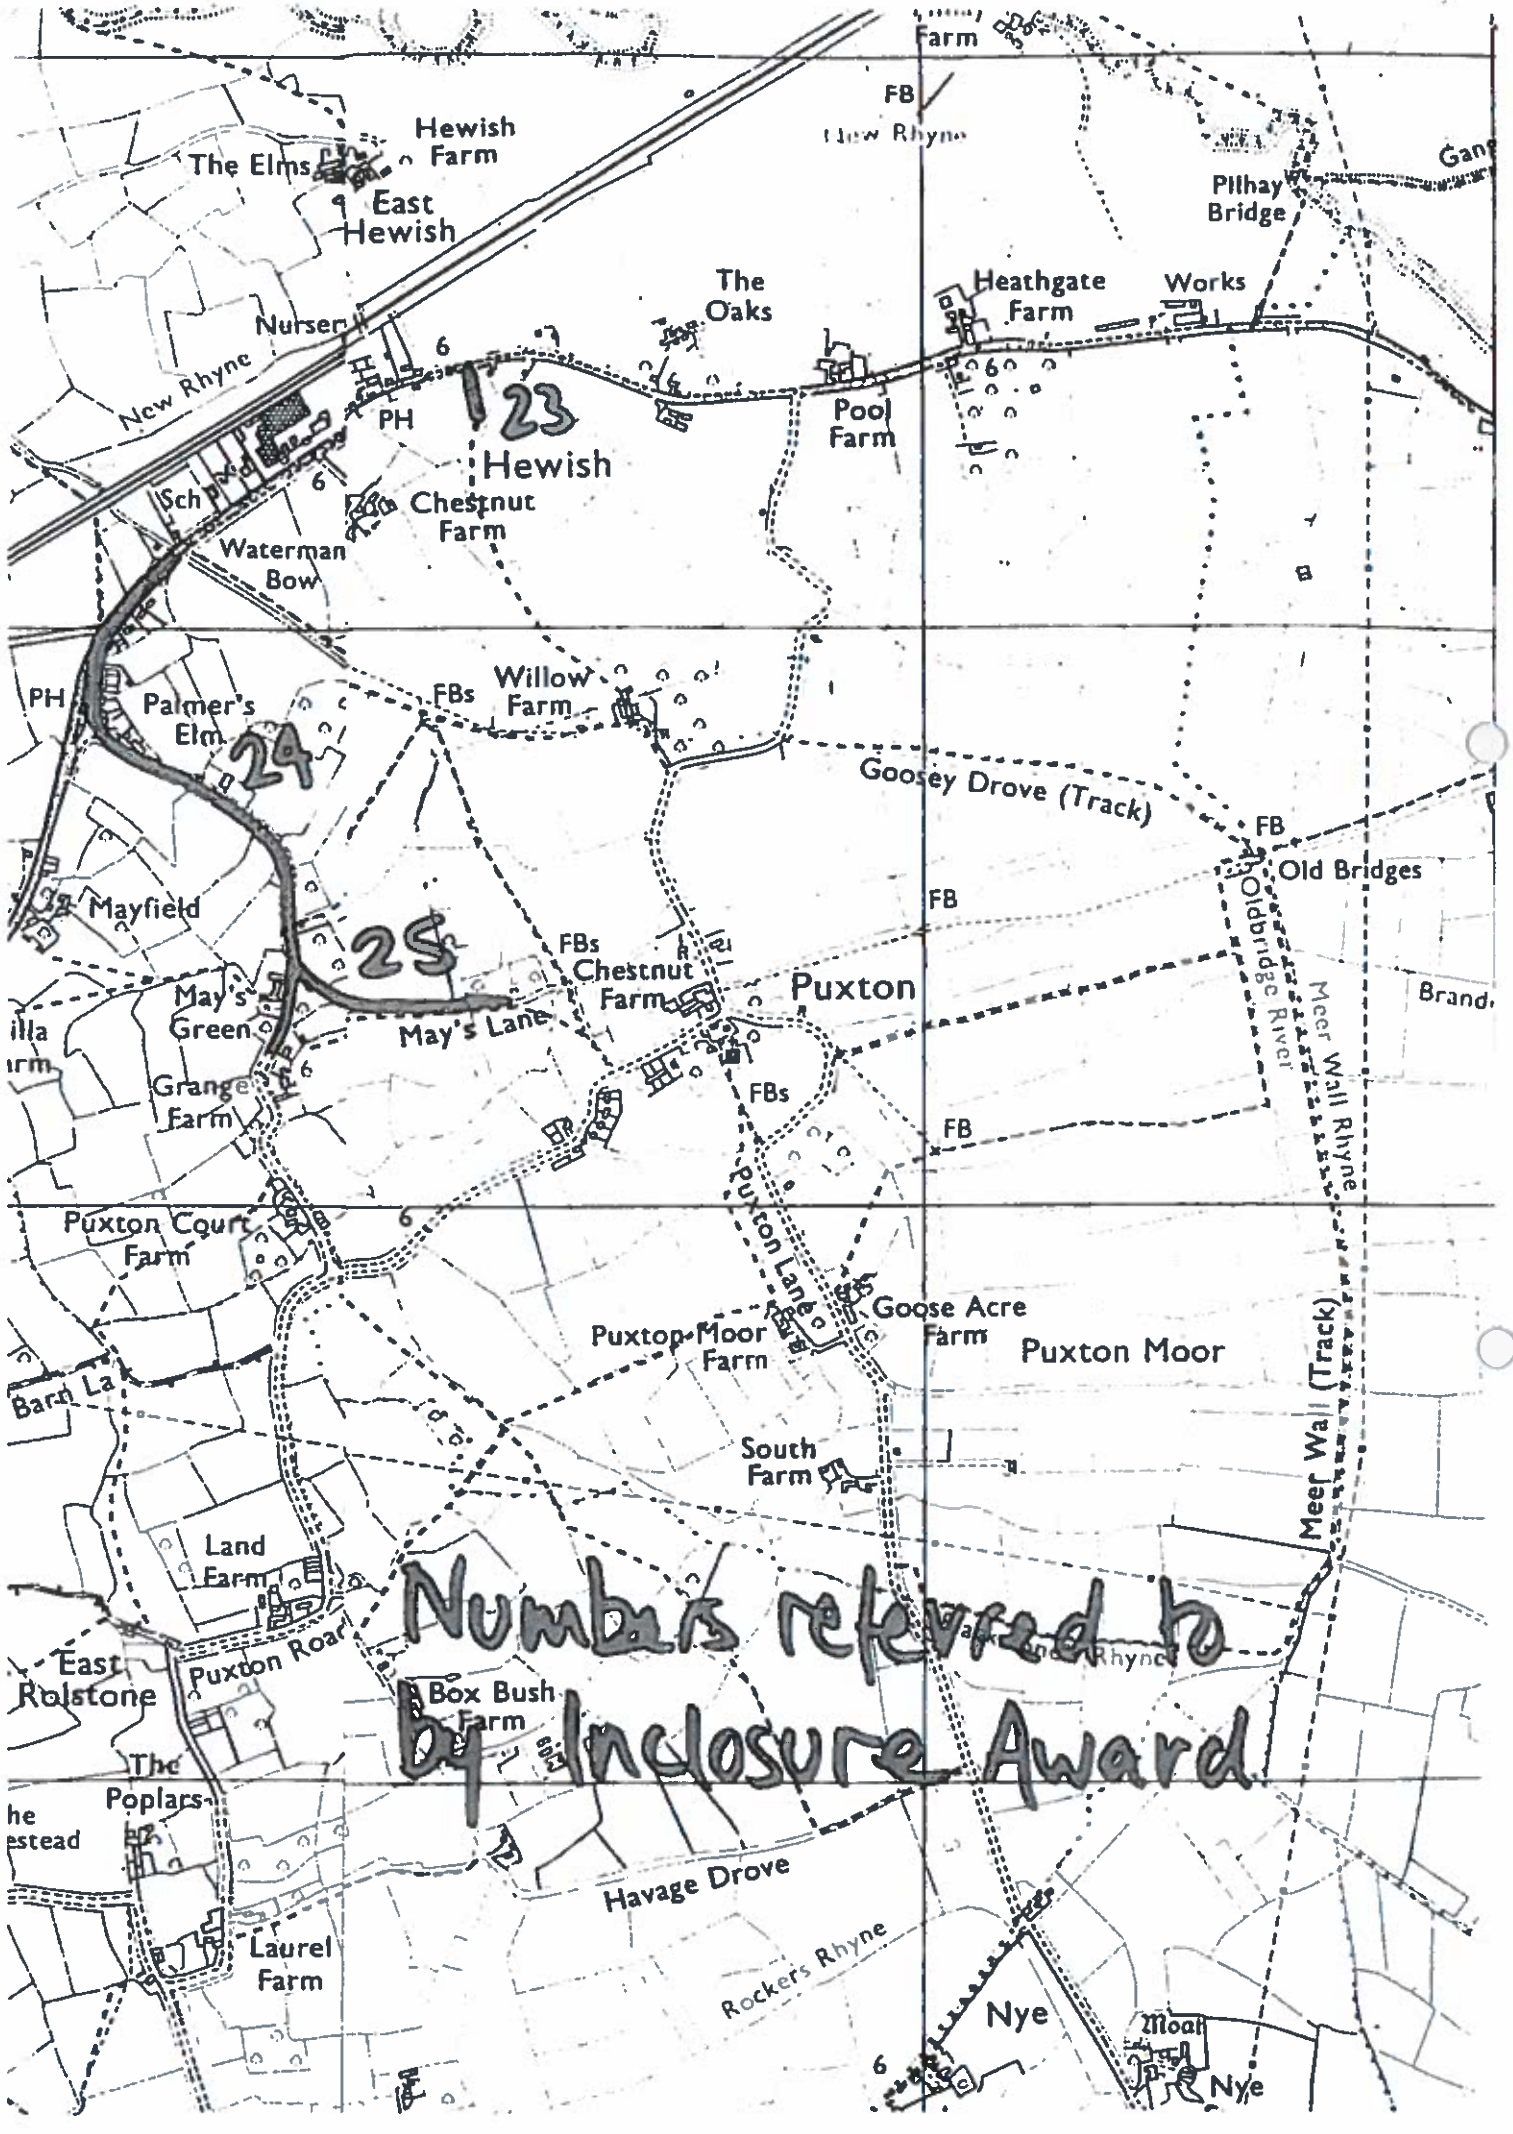 Farm
FB
New Rhyne
Hewish
Farm
The Elms
East
Hewish
Pilhay
Bridge
The
Oaks
Heathgate
Farm
Works
Nurser
6
New Rhyne
PH
23
Pool
Farm
6
Hewish
Sch
6
Chestnut
Farm
Waterman
Bow
PH
Palmer's
Elm
24
FBs
Willow
Farm
Goosey Drove (Track)
FB
Old Bridges
Mayfield
FB
25
FBs
Chestnut
Farm
Puxton
Oldbridge River
Meer Wall Rhyne
May's
Green
May's Lane
6
Grange
Farm
FBs
FB
Puxton Lane
Puxton Court
Farm
6
Goose Acre
Farm
Puxton Moor
Farm
Puxton Moor
Meer Wall (Track)
Barn La
South
Farm
Land
Farm
Numbers referred to
Rhyne
East
Rolstone
Puxton Road
Box Bush
Farm
by Inclosure Award
The
Poplars
he
estead
Havage Drove
Laurel
Farm
Rockers Rhyne
Nye
Moat
6
Nye